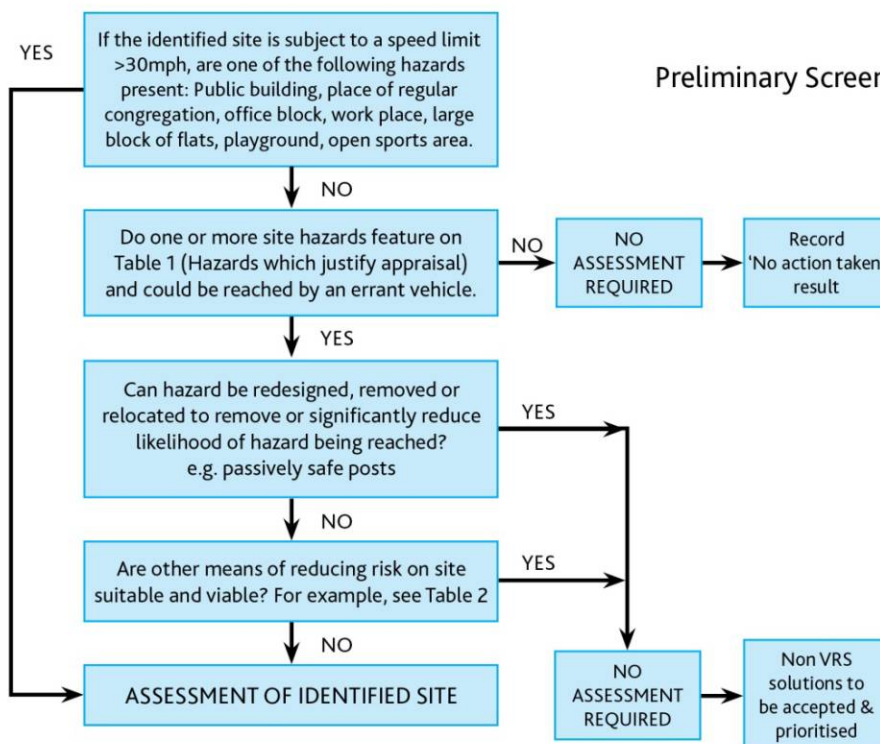 Preliminary Screen
YES
If the identified site is subject to a speed limit
>30mph, are one of the following hazards
present: Public building, place of regular
congregation, office block, work place, large
block of flats, playground, open sports area.
NO
Do one or more site hazards feature on
Table 1 (Hazards which justify appraisal)
and could be reached by an errant vehicle.
NO
NO
ASSESSMENT
REQUIRED
Record
‘No action taken
result
YES
Can hazard be redesigned, removed or
relocated to remove or significantly reduce
likelihood of hazard being reached?
e.g. passively safe posts
YES
NO
Are other means of reducing risk on site
suitable and viable? For example, see Table 2
YES
NO
ASSESSMENT OF IDENTIFIED SITE
NO
ASSESSMENT
REQUIRED
Non VRS
solutions to
be accepted &
prioritised